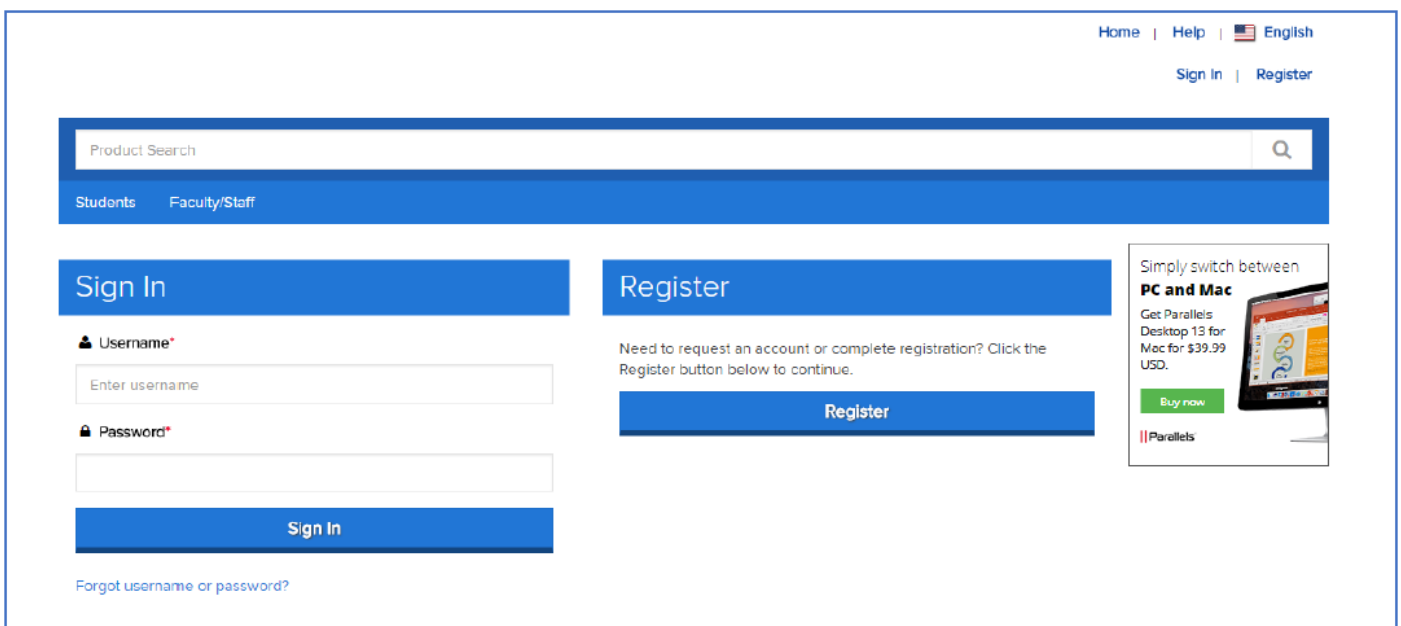 Home | Help | English
Sign In | Register
Product Search
Students Faculty/Staff
Sign In
Username*
Enter username
Password*
Sign In
Forgot username or password?
Register
Need to request an account or complete registration? Click the
Register button below to continue.
Register
Simply switch between
PC and Mac
Get Parallels
Desktop 13 for
Mac for $39.99
USD.
Buy now
||Parallels